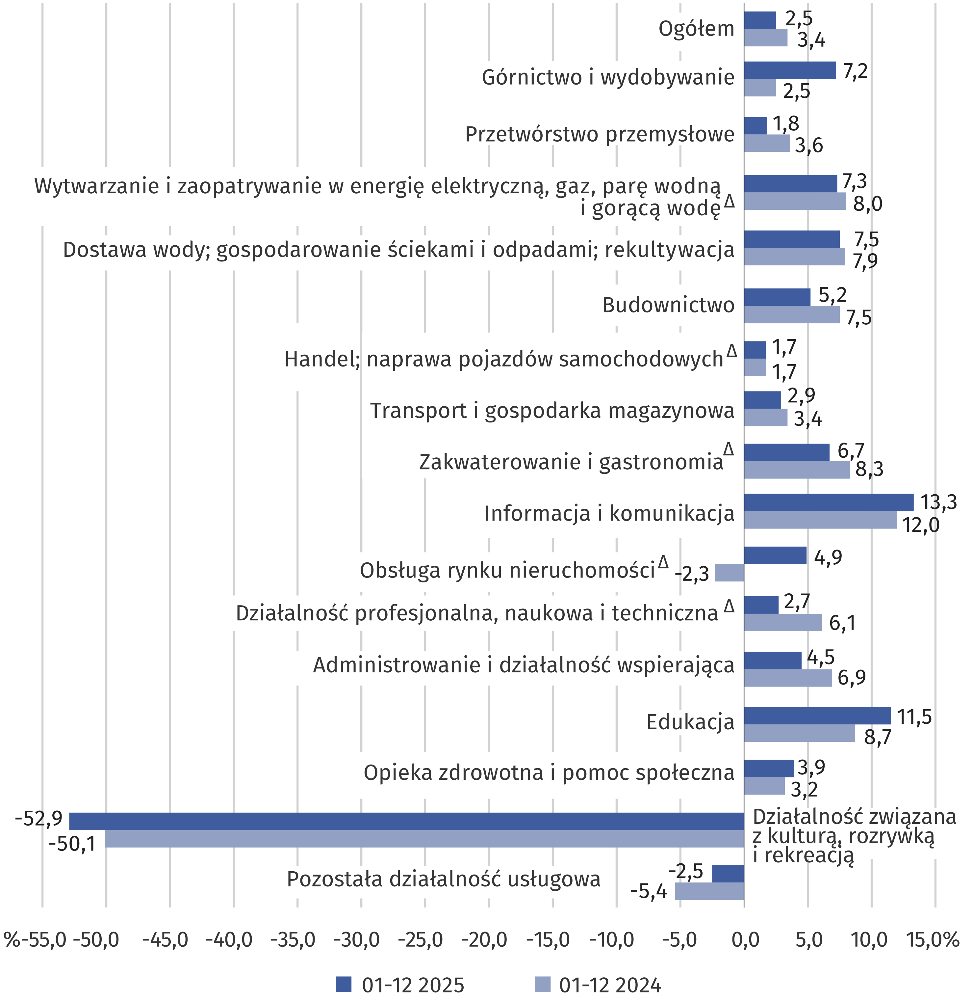 Ogółem
2,5
3,4
Górnictwo i wydobywanie
7,2
2,5
Przetwórstwo przemysłowe
1,8
3,6
Wytwarzanie i zaopatrywanie w energię elektryczną, gaz, parę wodną
i gorącą wodę Δ
7,3
8,0
Dostawa wody; gospodarowanie ściekami i odpadami; rekultywacja
7,5
7,9
Budownictwo
5,2
7,5
Handel; naprawa pojazdów samochodowych Δ
1,7
1,7
Transport i gospodarka magazynowa
2,9
3,4
Zakwaterowanie i gastronomia Δ
6,7
8,3
Informacja i komunikacja
13,3
12,0
Obsługa rynku nieruchomości Δ
4,9
-2,3
Działalność profesjonalna, naukowa i techniczna Δ
2,7
6,1
Administrowanie i działalność wspierająca
4,5
6,9
Edukacja
11,5
8,7
Opieka zdrowotna i pomoc społeczna
3,9
3,2
-52,9
-50,1
Działalność związana
z kulturą, rozrywką
i rekreacją
Pozostała działalność usługowa
-2,5
-5,4
%-55,0 -50,0 -45,0 -40,0 -35,0 -30,0 -25,0 -20,0 -15,0 -10,0 -5,0 0,0 5,0 10,0 15,0%
01-12 2025 01-12 2024